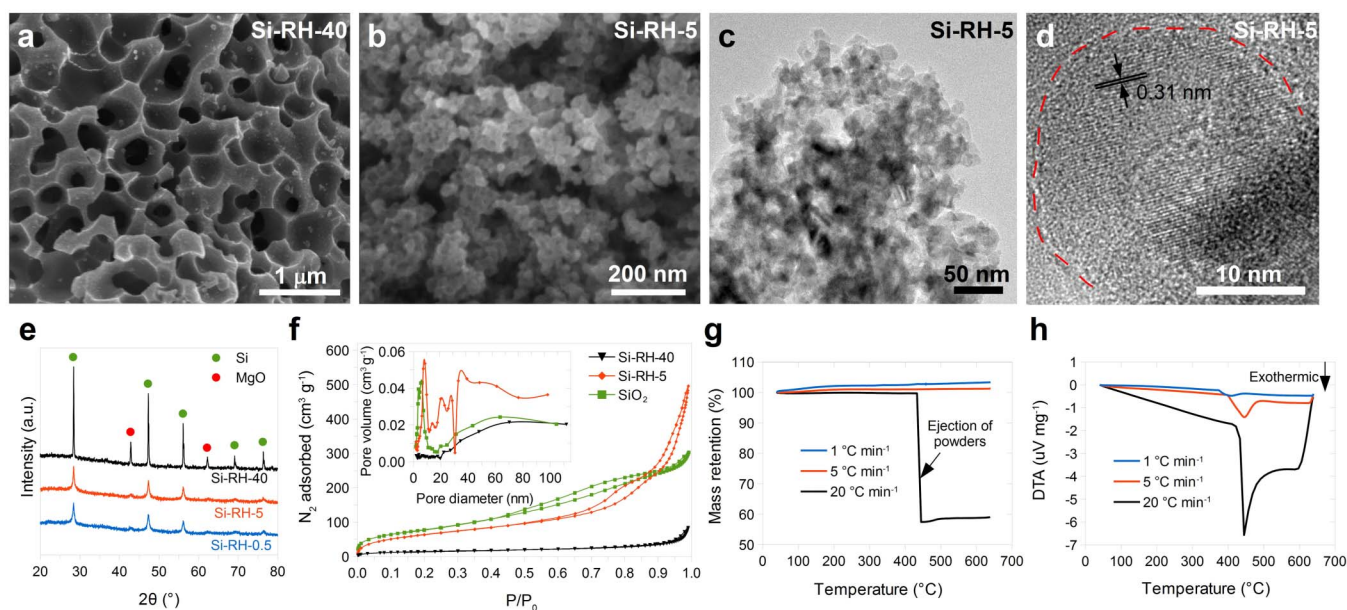 a
Si-RH-40
1 μm
b
Si-RH-5
200 nm
c
Si-RH-5
50 nm
d
Si-RH-5
0.31 nm
10 nm
e
Si
MgO
Si-RH-40
Si-RH-5
Si-RH-0.5
Intensity (a.u.)
20 30 40 50 60 70 80
2θ (°)
f
600
500
400
300
200
100
0
N₂ adsorbed (cm³ g⁻¹)
0.0 0.1 0.2 0.3 0.4 0.5 0.6 0.7 0.8 0.9 1.0
P/P₀
0.06
0.04
0.02
0.00
Pore volume (cm³ g⁻¹)
0 20 40 60 80 100
Pore diameter (nm)
Si-RH-40
Si-RH-5
SiO₂
g
110
100
90
80
70
60
50
Mass retention (%)
Ejection of
powders
1 °C min⁻¹
5 °C min⁻¹
20 °C min⁻¹
0 100 200 300 400 500 600 700
Temperature (°C)
h
1
0
-1
-2
-3
-4
-5
-6
-7
DTA (uV mg⁻¹)
Exothermic
1 °C min⁻¹
5 °C min⁻¹
20 °C min⁻¹
0 100 200 300 400 500 600 700
Temperature (°C)